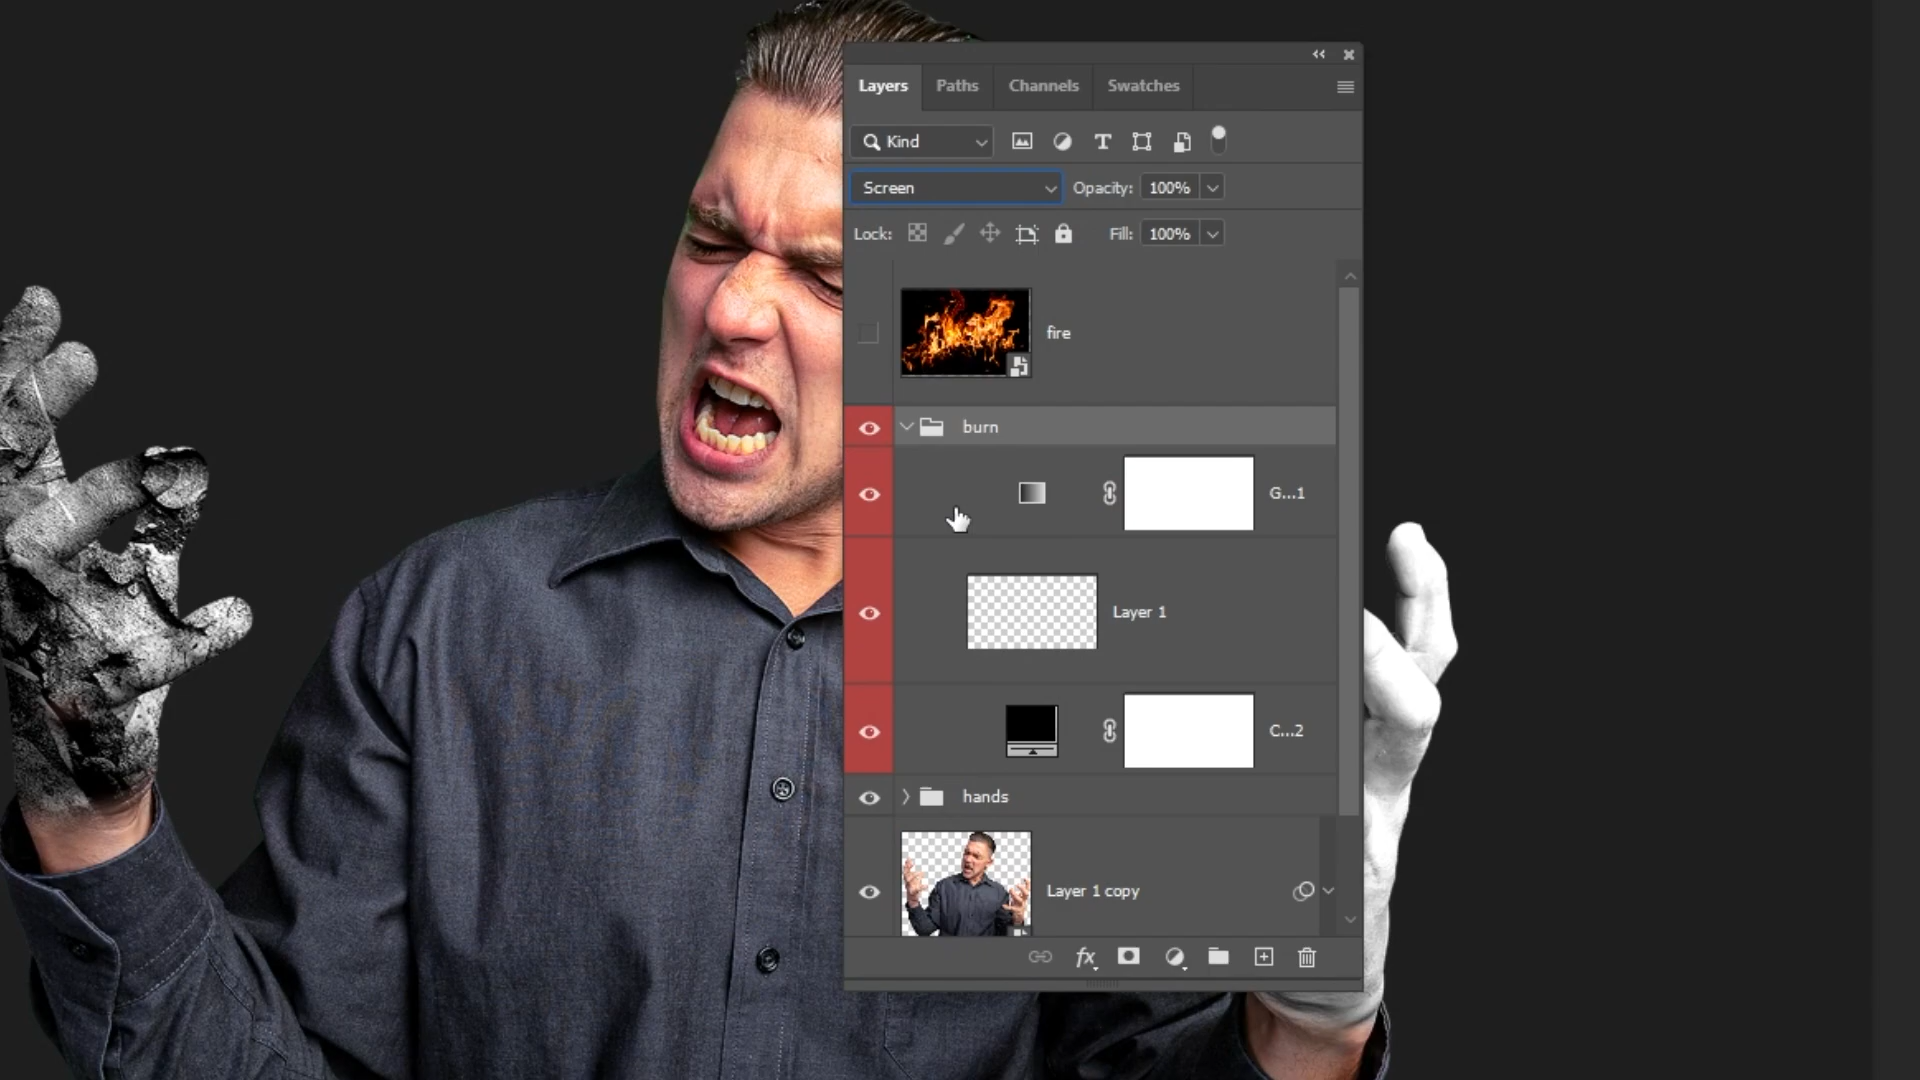 Layers Paths Channels Swatches
Kind
Screen Opacity: 100%
Lock: Fill: 100%
fire
burn
G...1
Layer 1
C...2
hands
Layer 1 copy
fx